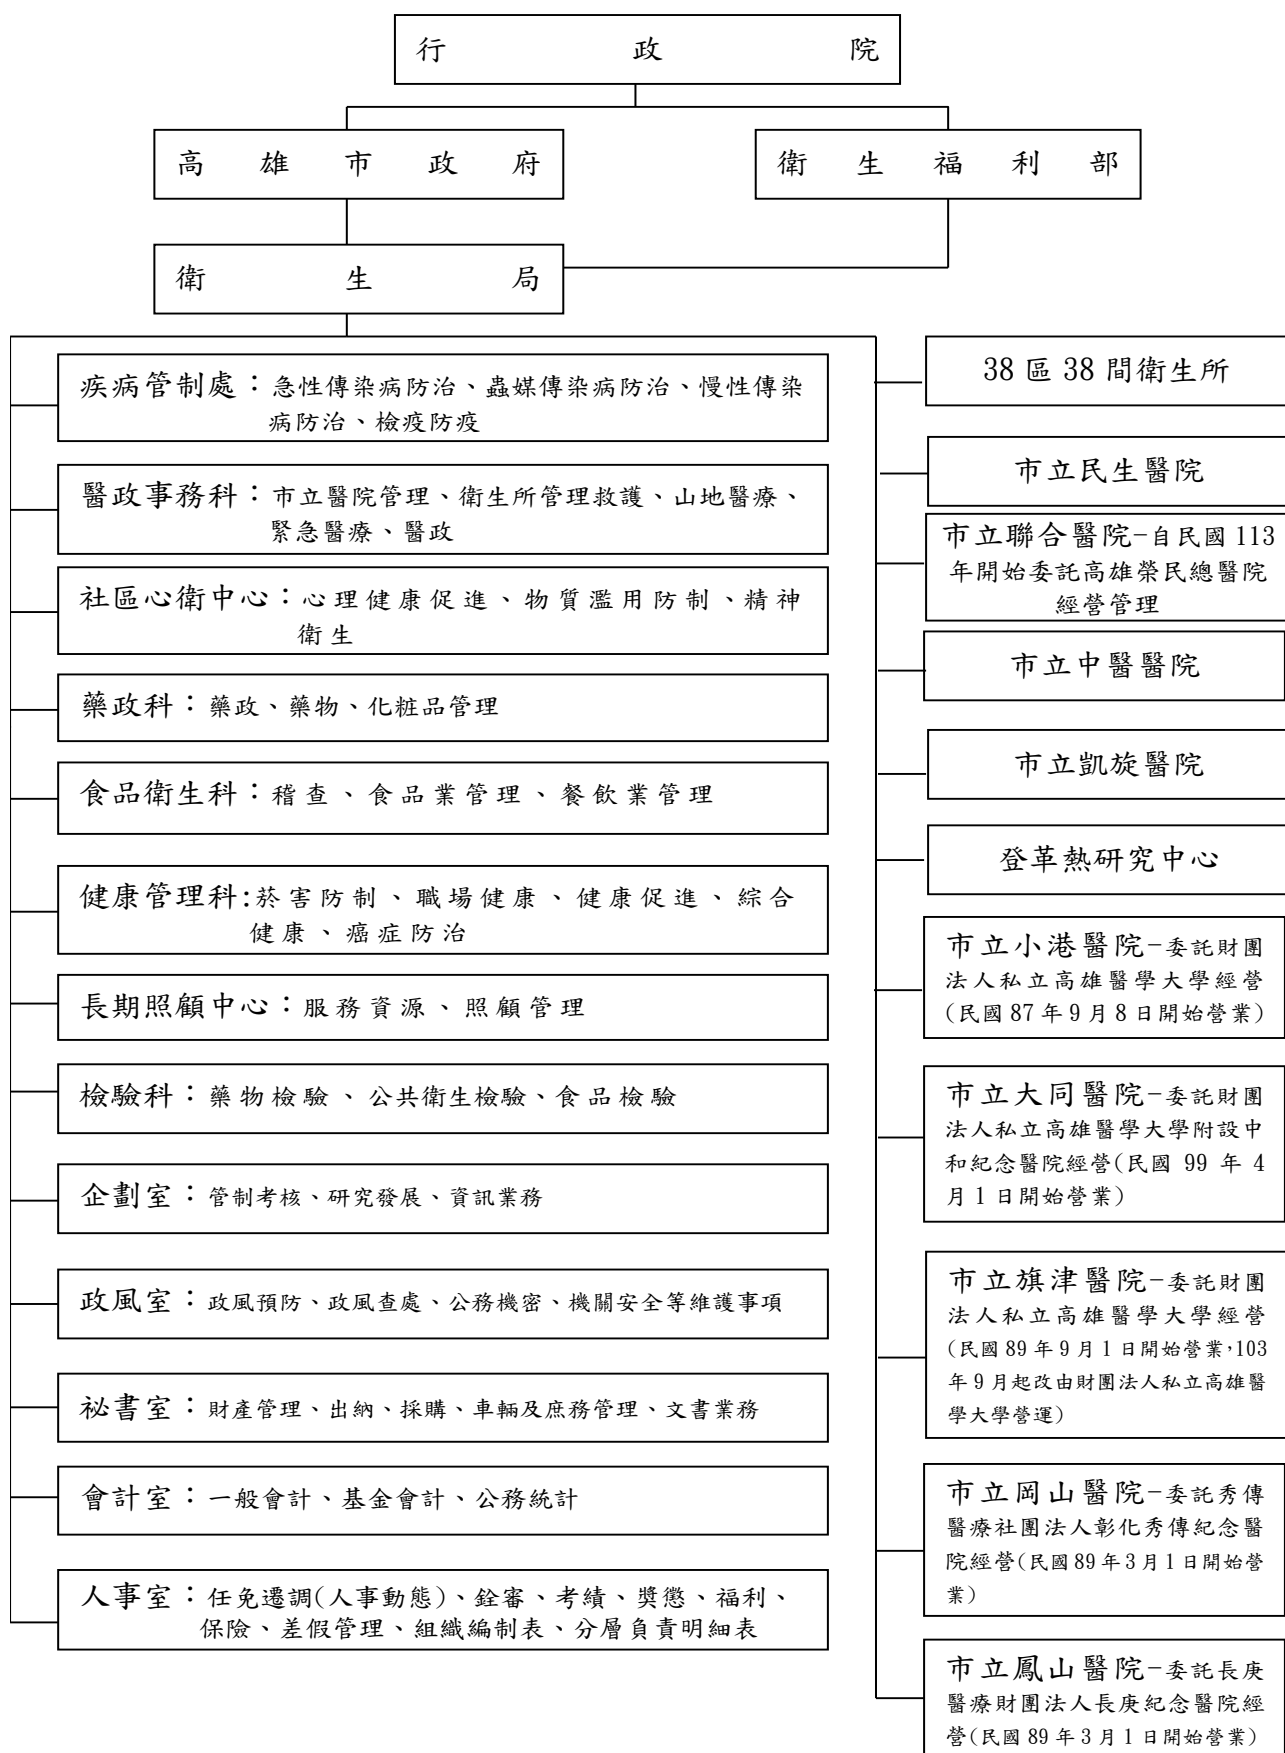 行政院
高雄市政府
衛生福利部
衛生局
疾病管制處：急性傳染病防治、蟲媒傳染病防治、慢性傳染
病防治、檢疫防疫
醫政事務科：市立醫院管理、衛生所管理救護、山地醫療、
緊急醫療、醫政
社區心衛中心：心理健康促進、物質濫用防制、精神
衛生
藥政科：藥政、藥物、化粧品管理
食品衛生科：稽查、食品業管理、餐飲業管理
健康管理科:菸害防制、職場健康、健康促進、綜合
健康、癌症防治
長期照顧中心：服務資源、照顧管理
檢驗科：藥物檢驗、公共衛生檢驗、食品檢驗
企劃室：管制考核、研究發展、資訊業務
政風室：政風預防、政風查處、公務機密、機關安全等維護事項
祕書室：財產管理、出納、採購、車輛及庶務管理、文書業務
會計室：一般會計、基金會計、公務統計
人事室：任免遷調(人事動態)、銓審、考績、獎懲、福利、
保險、差假管理、組織編制表、分層負責明細表
38區38間衛生所
市立民生醫院
市立聯合醫院-自民國113
年開始委託高雄榮民總醫院
經營管理
市立中醫醫院
市立凱旋醫院
登革熱研究中心
市立小港醫院-委託財團
法人私立高雄醫學大學經營
(民國87年9月8日開始營業)
市立大同醫院-委託財團
法人私立高雄醫學大學附設中
和紀念醫院經營(民國 99 年 4
月1日開始營業)
市立旗津醫院-委託財團
法人私立高雄醫學大學經營
(民國89年9月1日開始營業，103
年9月起改由財團法人私立高雄醫
學大學營運)
市立岡山醫院-委託秀傳
醫療社團法人彰化秀傳紀念醫
院經營(民國89年3月1日開始營
業)
市立鳳山醫院-委託長庚
醫療財團法人長庚紀念醫院經
營(民國89年3月1日開始營業)